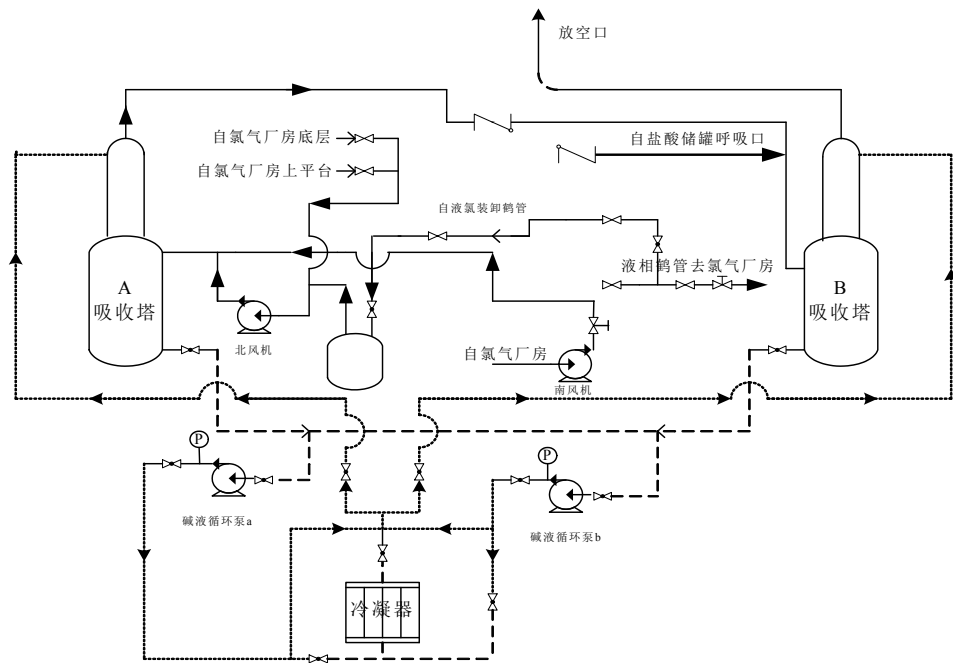 放空口
自氯气厂房底层
自盐酸储罐呼吸口
自氯气厂房上平台
自液氯装卸鹤管
液相鹤管去氯气厂房
A
吸收塔
B
吸收塔
北风机
自氯气厂房
南风机
P
P
碱液循环泵a
碱液循环泵b
冷凝器